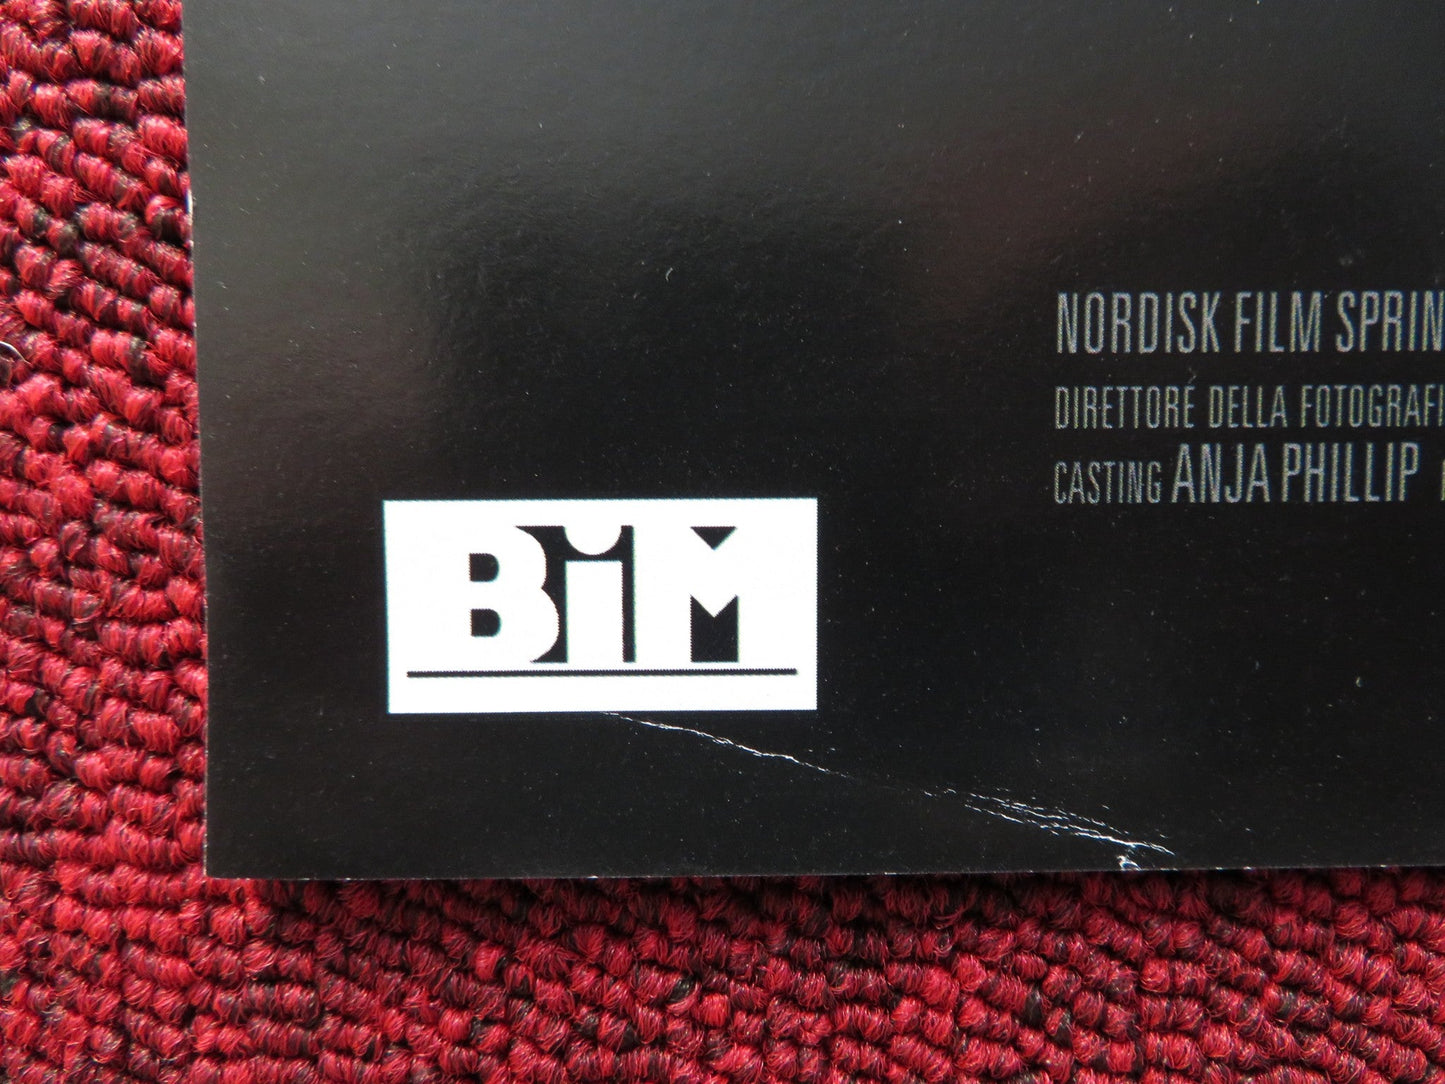 NORDISK FILM SPRIN
DIRETTORÉ DELLA FOTOGRAFI
CASTING ANJA PHILLIP
BiM